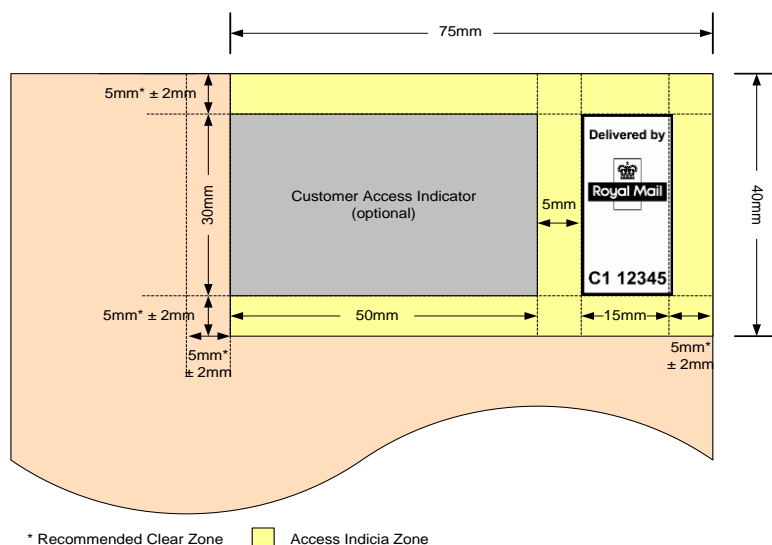 75mm
5mm* ± 2mm
Delivered by
Royal Mail
C1 12345
Customer Access Indicator
(optional)
30mm
5mm
40mm
5mm* ± 2mm
50mm
15mm
5mm*
± 2mm
5mm*
± 2mm
* Recommended Clear Zone
Access Indicia Zone